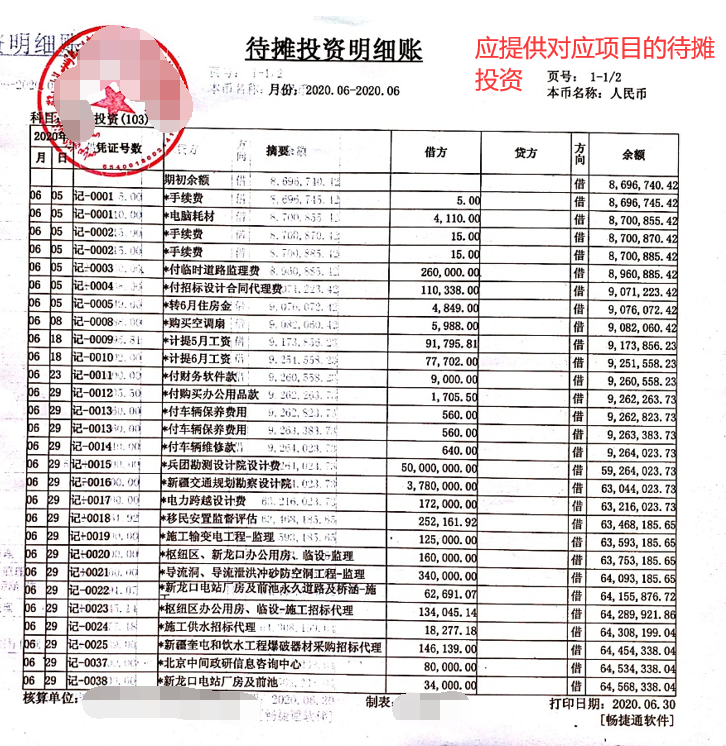 待摊投资明细账
应提供对应项目的待摊投资
页号: 1-1/2
月份: 2020.06-2020.06
本币名称: 人民币
投资(103)
2020年 凭证号数 摘要 方向 借方 贷方 方向 余额
月 日
期初余额 借 8,696,740.42
06 05 记-0001 *手续费 5.00 借 8,696,745.42
06 05 记-0001 *电脑耗材 4,110.00 借 8,700,855.42
06 05 记-0002 *手续费 15.00 借 8,700,870.42
06 05 记-0002 *手续费 15.00 借 8,700,885.42
06 05 记-0003 *付临时道路监理费 260,000.00 借 8,960,885.42
06 05 记-0004 *付招标设计合同代理费 110,338.00 借 9,071,223.42
06 05 记-0005 *转6月住房金 4,849.00 借 9,076,072.42
06 08 记-0008 *购买空调扇 5,988.00 借 9,082,060.42
06 18 记-0009 *计提5月工资 91,795.81 借 9,173,856.23
06 18 记-0010 *计提6月工资 77,702.00 借 9,251,558.23
06 23 记-0011 *付财务软件款 9,000.00 借 9,260,558.23
06 29 记-0012 *付购买办公用品款 1,705.50 借 9,262,263.73
06 29 记-0013 *付车辆保养费用 560.00 借 9,262,823.73
06 29 记-0013 *付车辆保养费用 560.00 借 9,263,383.73
06 29 记-0014 *付车辆维修款 640.00 借 9,264,023.73
06 29 记-0015 *兵团勘测设计院设计费 50,000,000.00 借 59,264,023.73
06 29 记-0016 *新疆交通规划勘察设计院 3,780,000.00 借 63,044,023.73
06 29 记-0017 *电力跨越设计费 172,000.00 借 63,216,023.73
06 29 记-0018 *移民安置监督评估 252,161.92 借 63,468,185.65
06 29 记-0019 *施工输变电工程-监理 125,000.00 借 63,593,185.65
06 29 记-0020 *枢纽区、新龙口办公用房、临设-监理 160,000.00 借 63,753,185.65
06 29 记-0021 *导流洞、导流泄洪冲砂防空洞工程-监理 340,000.00 借 64,093,185.65
06 29 记-0022 *新龙口电站厂房及前池永久道路及桥涵-施 62,691.07 借 64,155,876.72
06 29 记-0023 *枢纽区办公用房、临设-施工招标代理 134,045.14 借 64,289,921.86
06 29 记-0024 *施工供水招标代理 18,277.18 借 64,308,199.04
06 29 记-0025 *新疆奎屯和饮水工程爆破器材采购招标代理 146,139.00 借 64,454,338.04
06 29 记-0037 *北京中间政研信息咨询中心 80,000.00 借 64,534,338.04
06 29 记-0038 *新龙口电站厂房及前池 34,000.00 借 64,568,338.04
核算单位: 2020.06.30 制表: 打印日期: 2020.06.30
[畅捷通软件] [畅捷通软件]